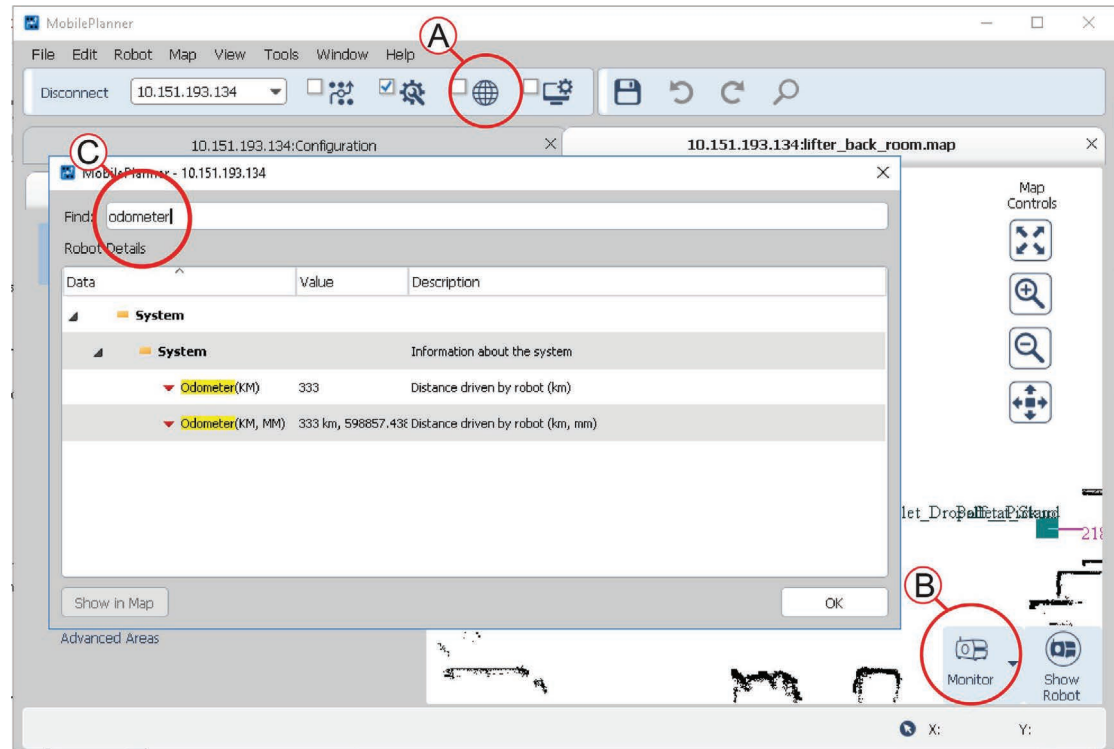 MobilePlanner
A
File Edit Robot Map View Tools Window Help
Disconnect 10.151.193.134
10.151.193.134:Configuration
10.151.193.134:lifter_back_room.map
C
MobilePlanner - 10.151.193.134
Find: odometer
Robot Details
Data Value Description
System
System Information about the system
Odometer(KM) 333 Distance driven by robot (km)
Odometer(KM, MM) 333 km, 598857.438 Distance driven by robot (km, mm)
Show in Map OK
Map
Controls
218
B
Advanced Areas
Monitor
Show
Robot
X: Y: